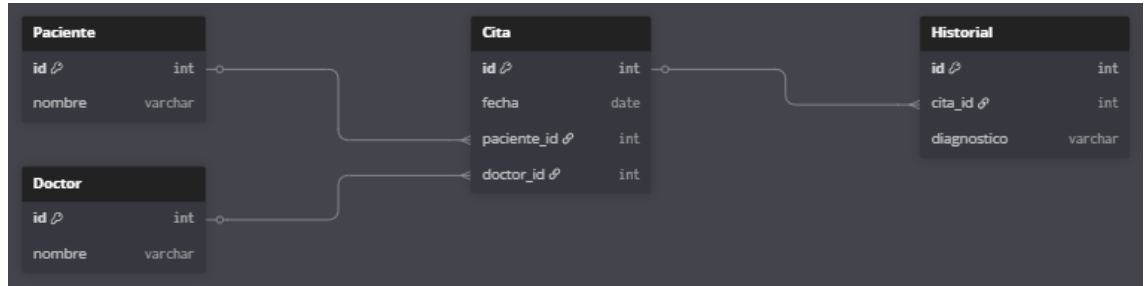 Paciente
id int
nombre varchar
Doctor
id int
nombre varchar
Cita
id int
fecha date
paciente_id int
doctor_id int
Historial
id int
cita_id int
diagnostico varchar